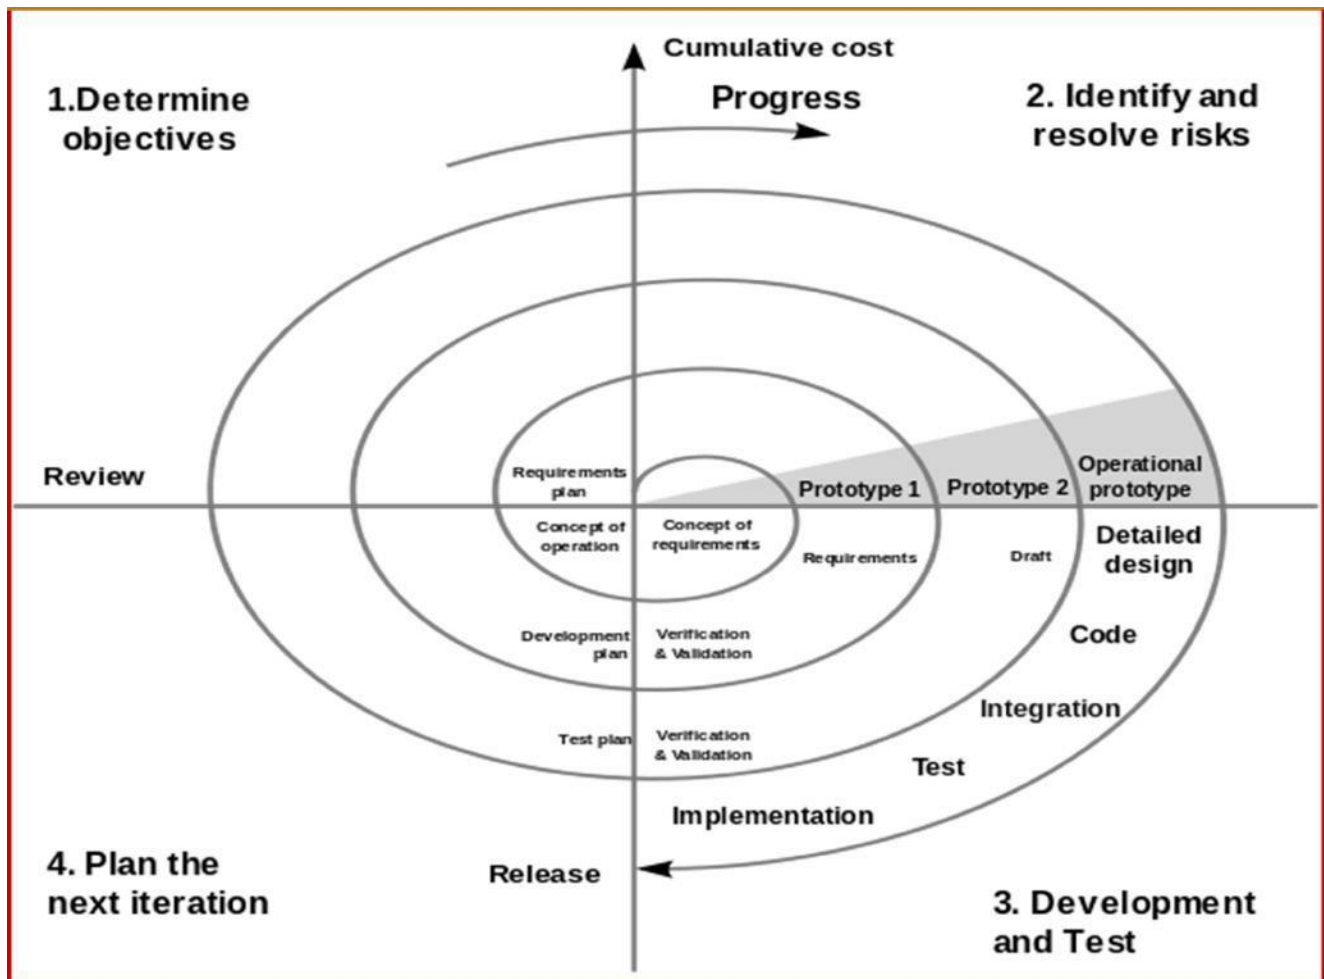 Cumulative cost
Progress
1.Determine
objectives
2. Identify and
resolve risks
Review
Requirements
plan
Concept of
operation
Concept of
requirements
Prototype 1
Prototype 2
Operational
prototype
Requirements
Draft
Detailed
design
Code
Integration
Test
Implementation
Development
plan
Verification
& Validation
Test plan
Verification
& Validation
Release
4. Plan the
next iteration
3. Development
and Test